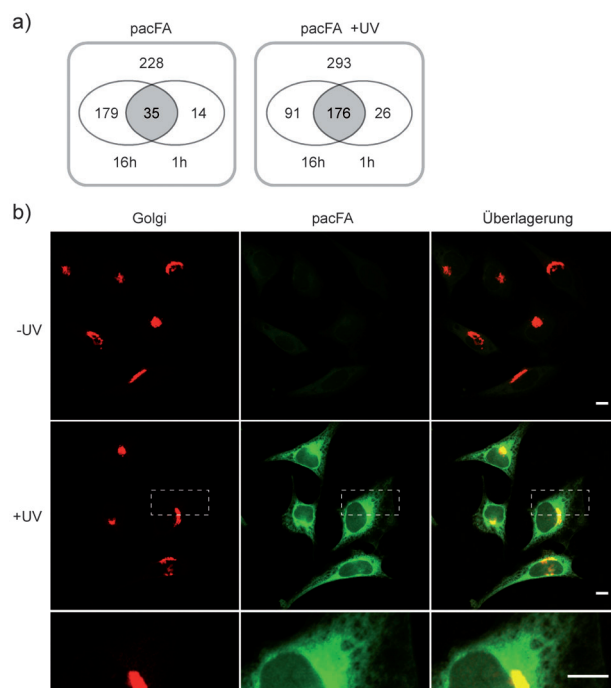 a)
pacFA
pacFA +UV
228
293
179 35 14
91 176 26
16h 1h
16h 1h
b)
Golgi
pacFA
Überlagerung
-UV
+UV